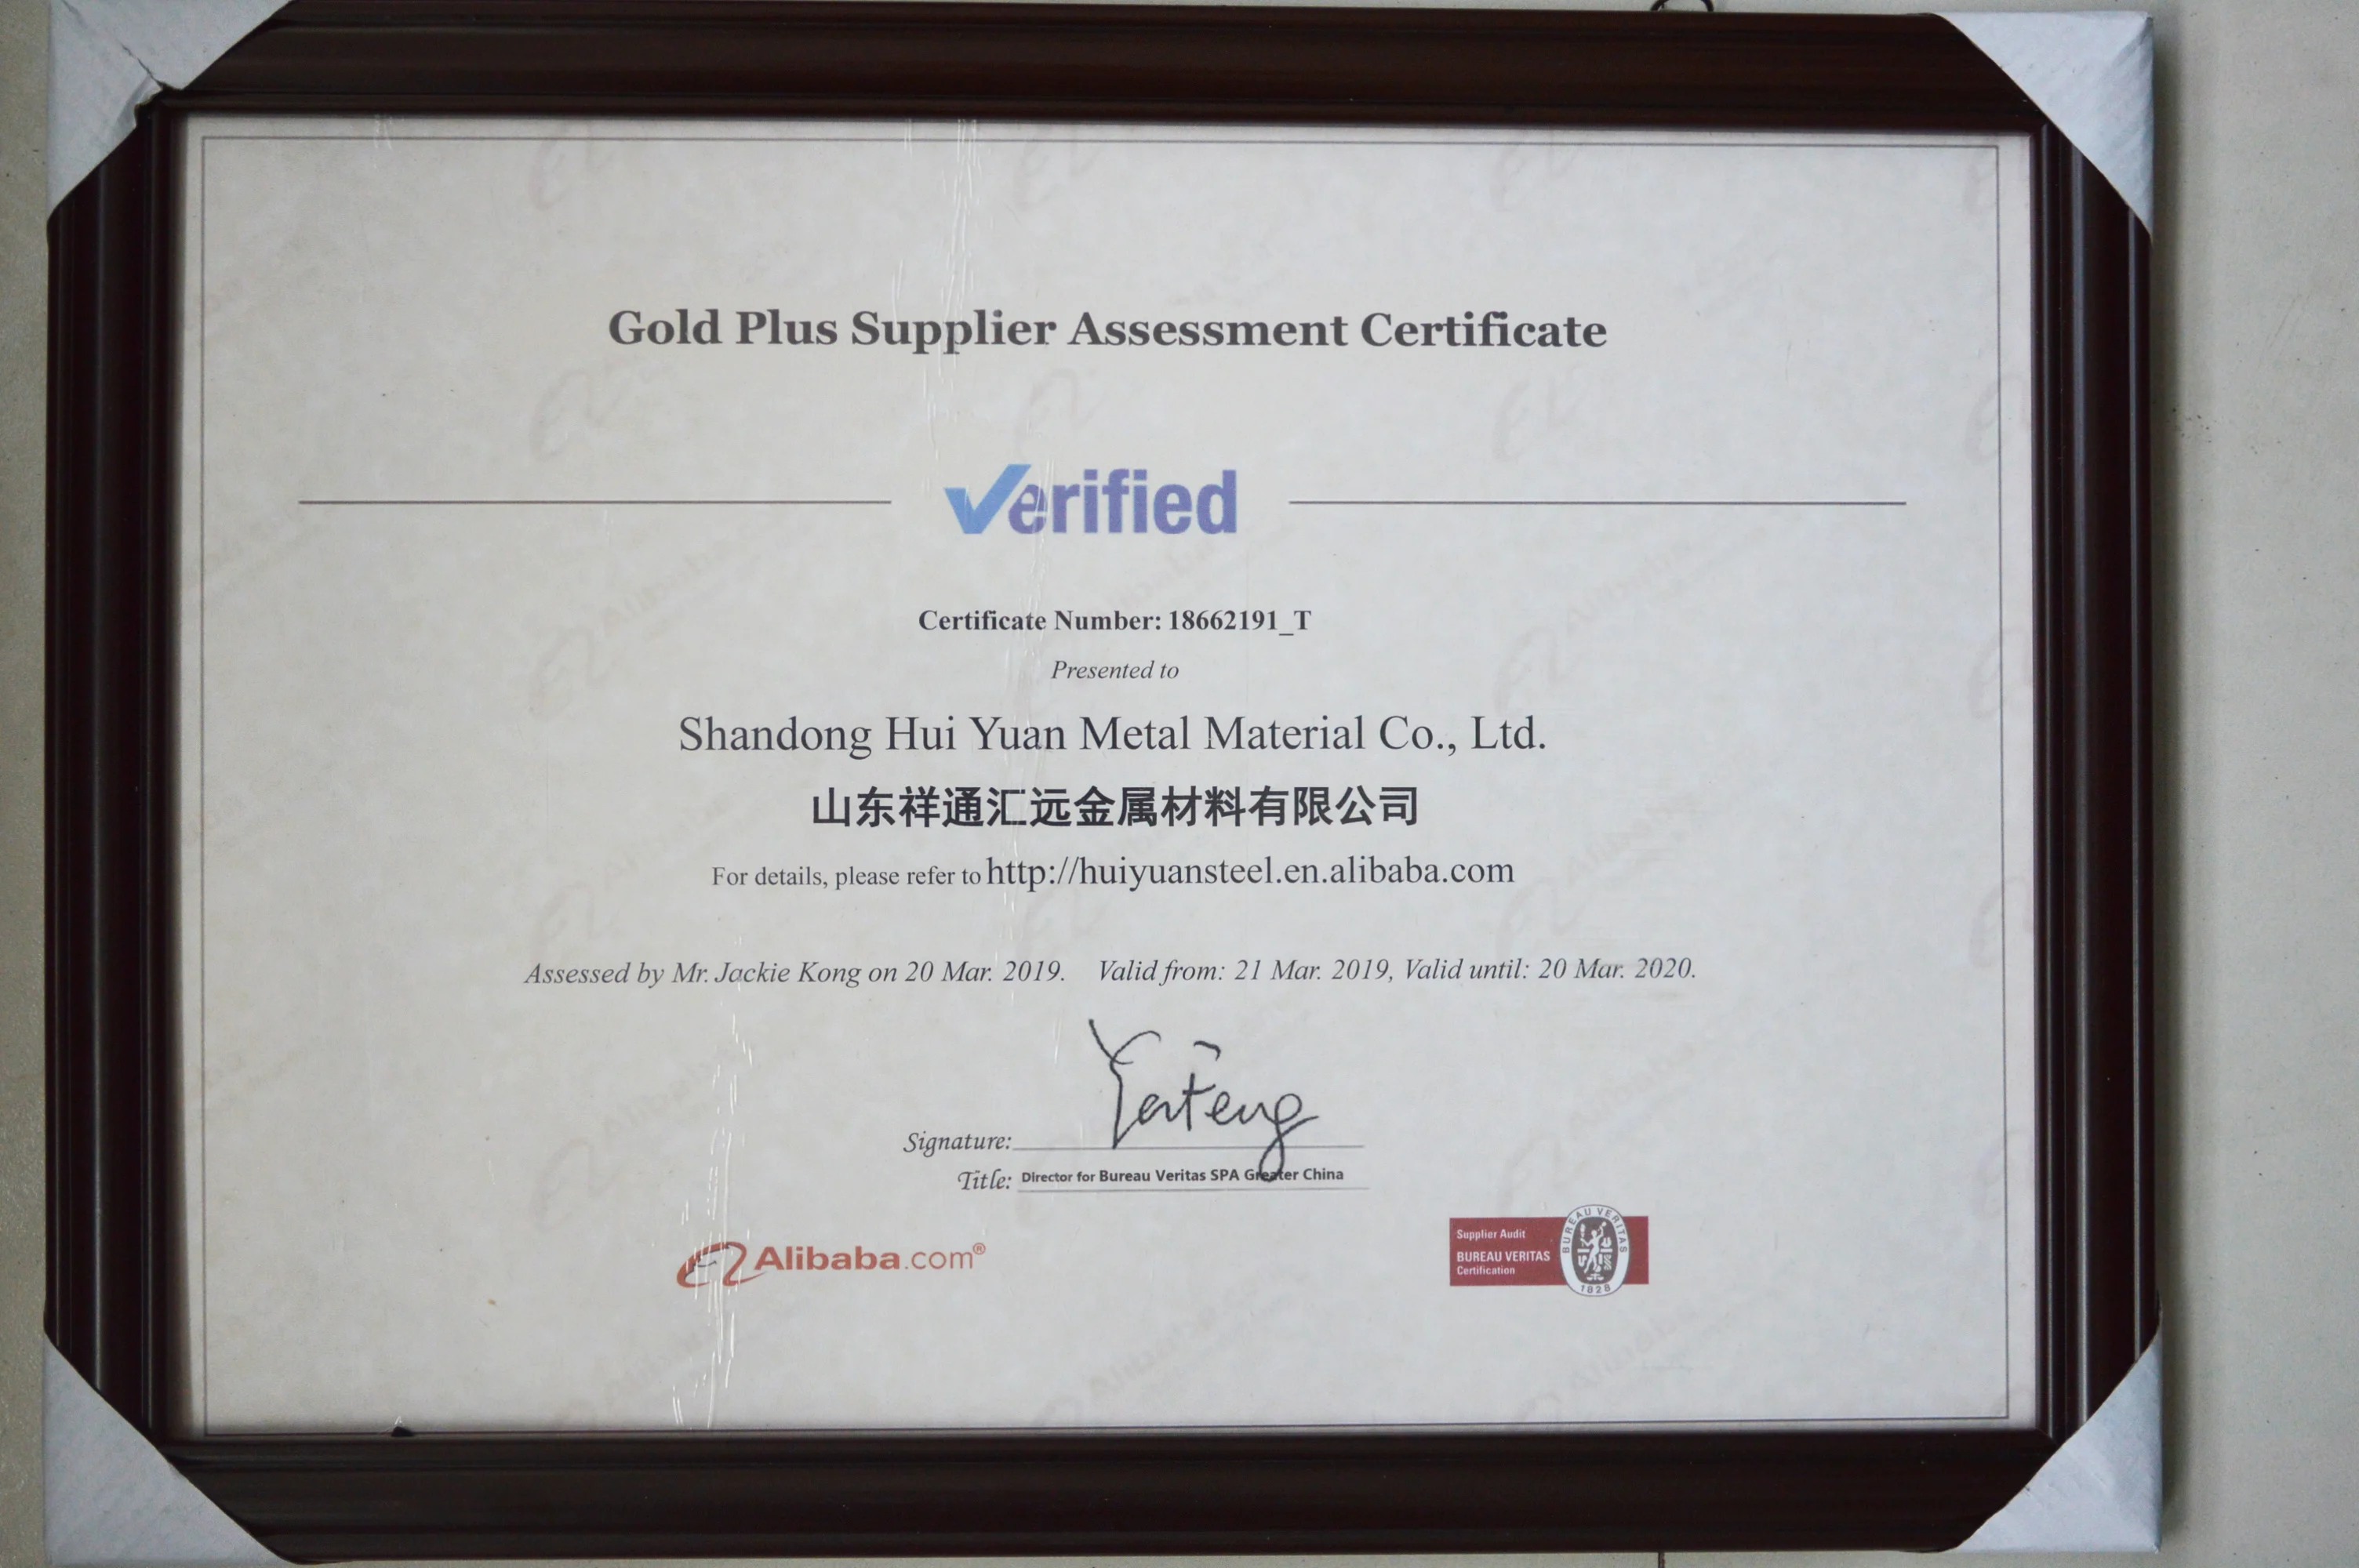 Gold Plus Supplier Assessment Certificate
Verified
Certificate Number: 18662191_T
Presented to
Shandong Hui Yuan Metal Material Co., Ltd.
山东祥通汇远金属材料有限公司
For details, please refer to http://huiyuansteel.en.alibaba.com
Assessed by Mr. Jackie Kong on 20 Mar. 2019. Valid from: 21 Mar. 2019, Valid until: 20 Mar. 2020.
Signature:
Title: Director for Bureau Veritas SPA Greater China
Alibaba.com®
Supplier Audit
BUREAU VERITAS
Certification
BUREAU VERITAS
1828